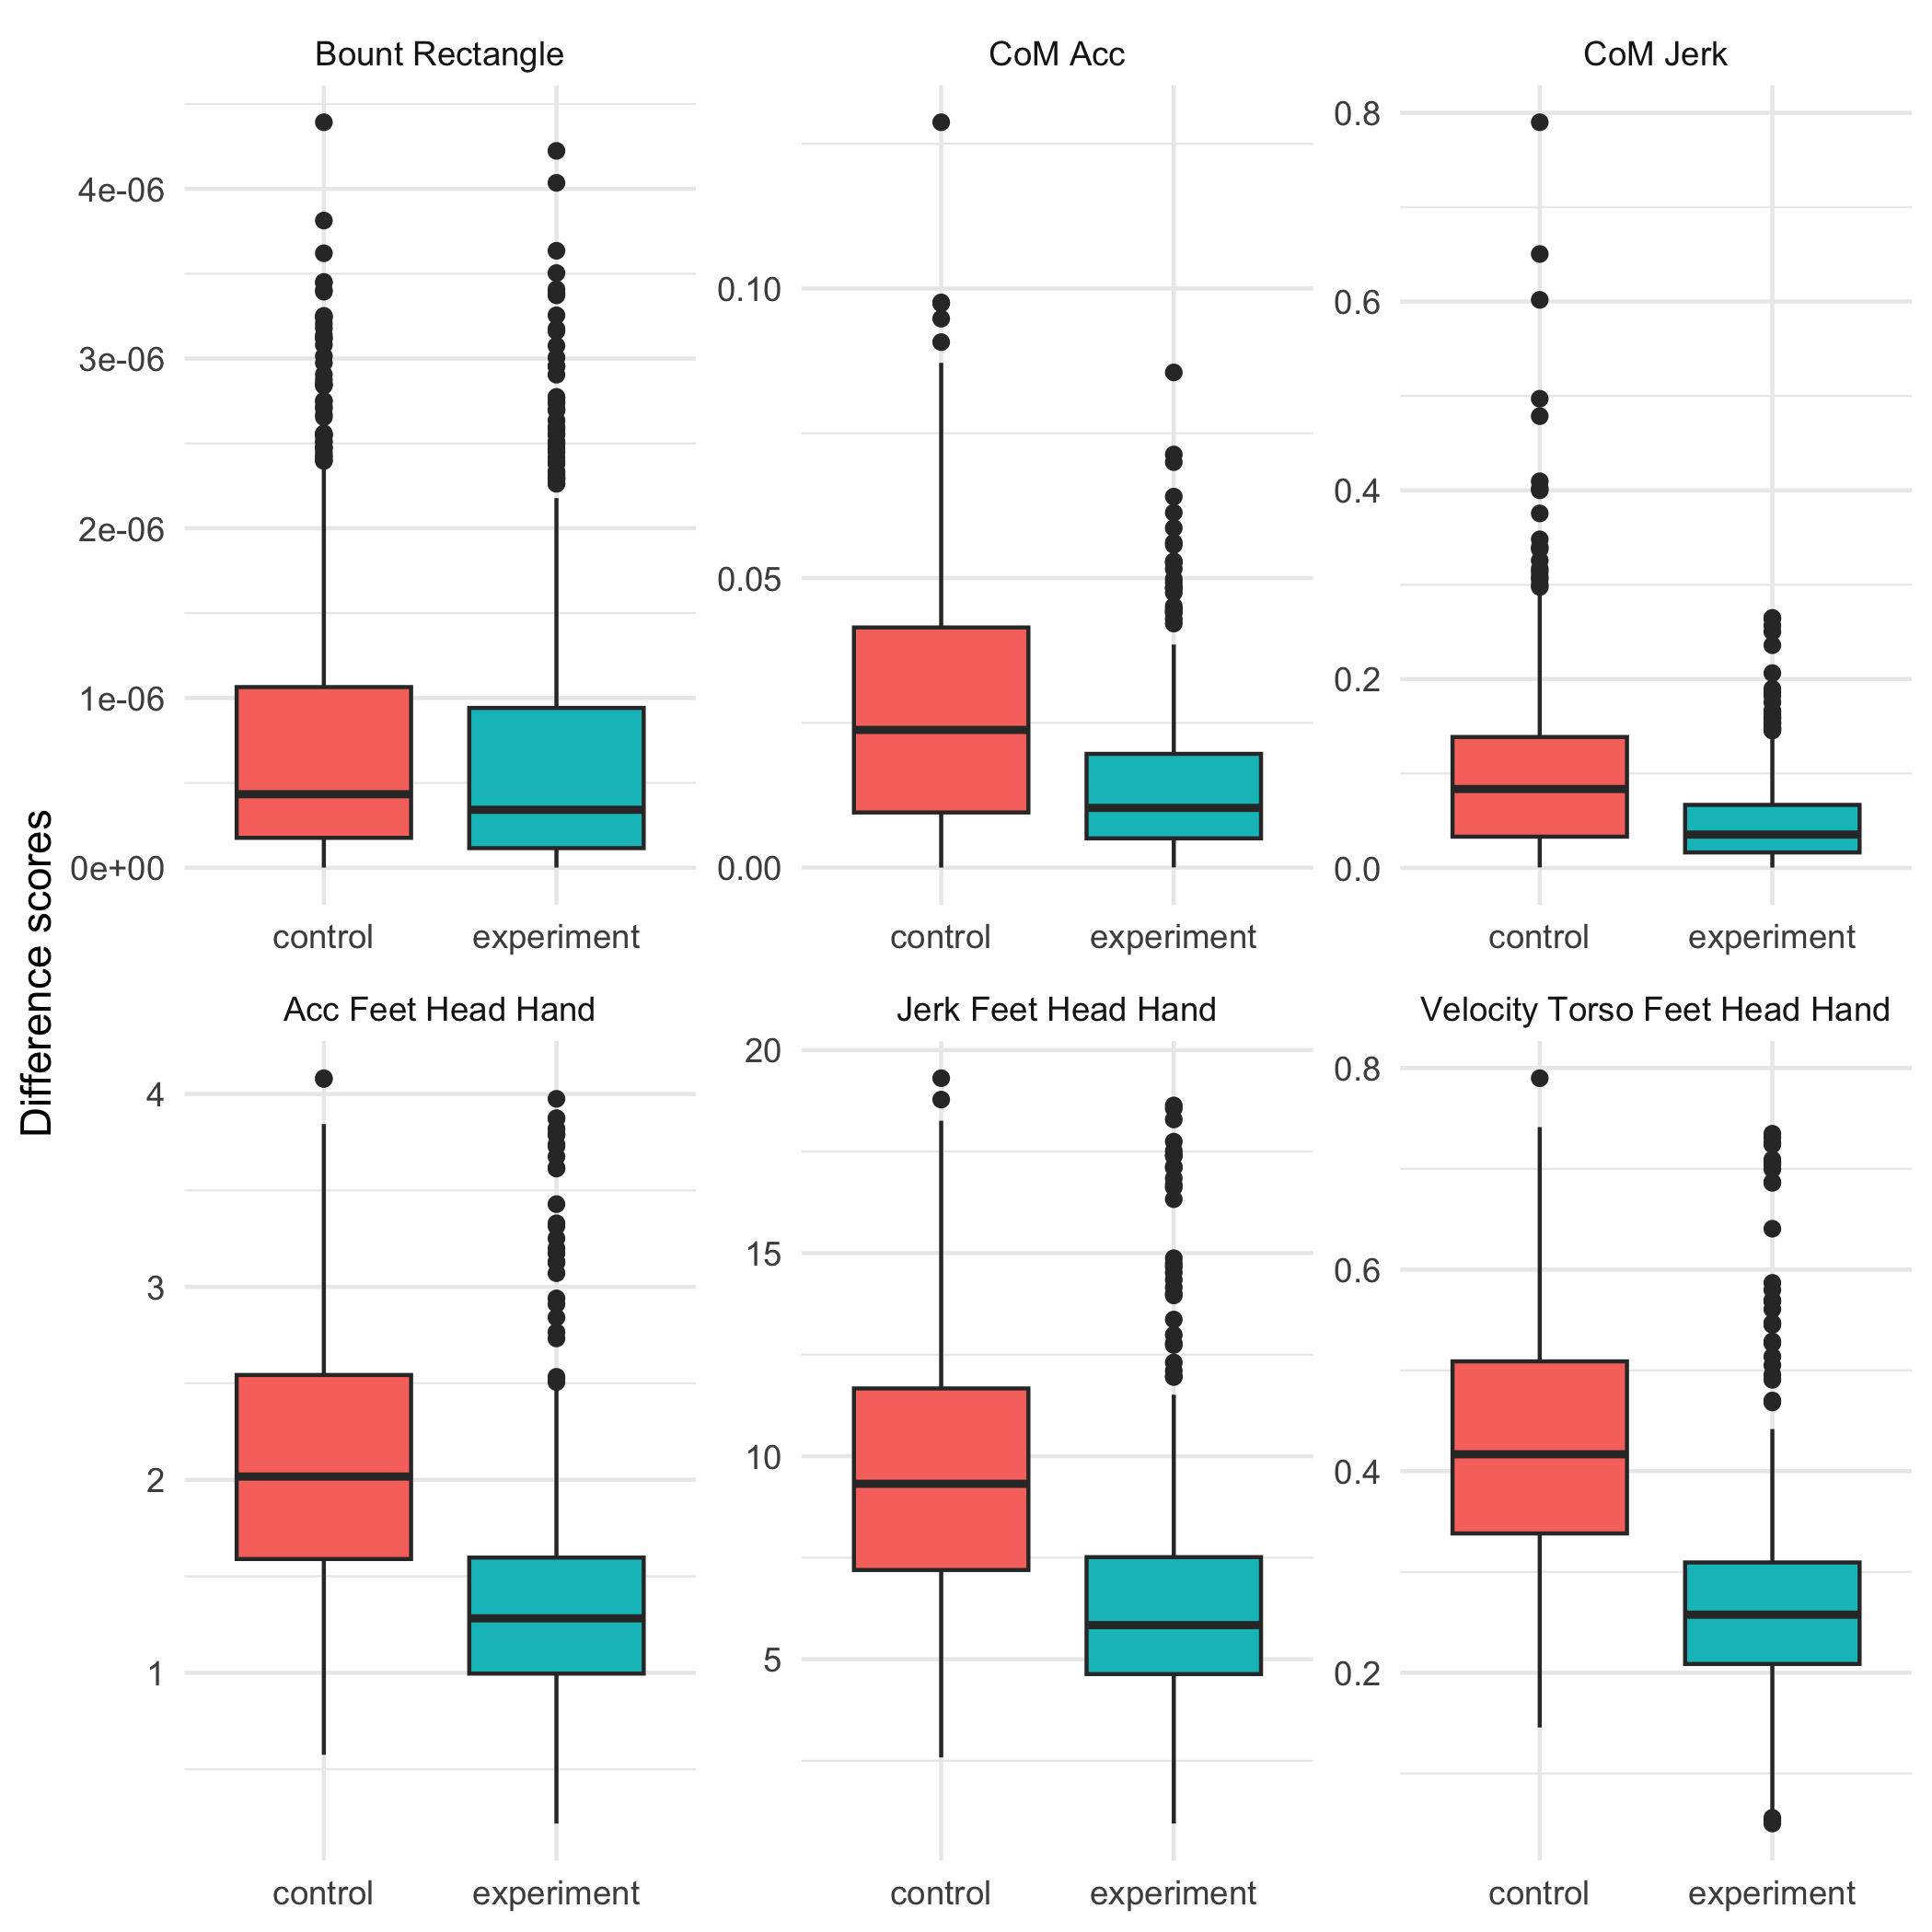 Bount Rectangle
CoM Acc
CoM Jerk
4e-06
3e-06
2e-06
1e-06
0e+00
0.10
0.05
0.00
0.8
0.6
0.4
0.2
0.0
control
experiment
control
experiment
control
experiment
Difference scores
Acc Feet Head Hand
Jerk Feet Head Hand
Velocity Torso Feet Head Hand
4
3
2
1
20
15
10
5
0.8
0.6
0.4
0.2
control
experiment
control
experiment
control
experiment